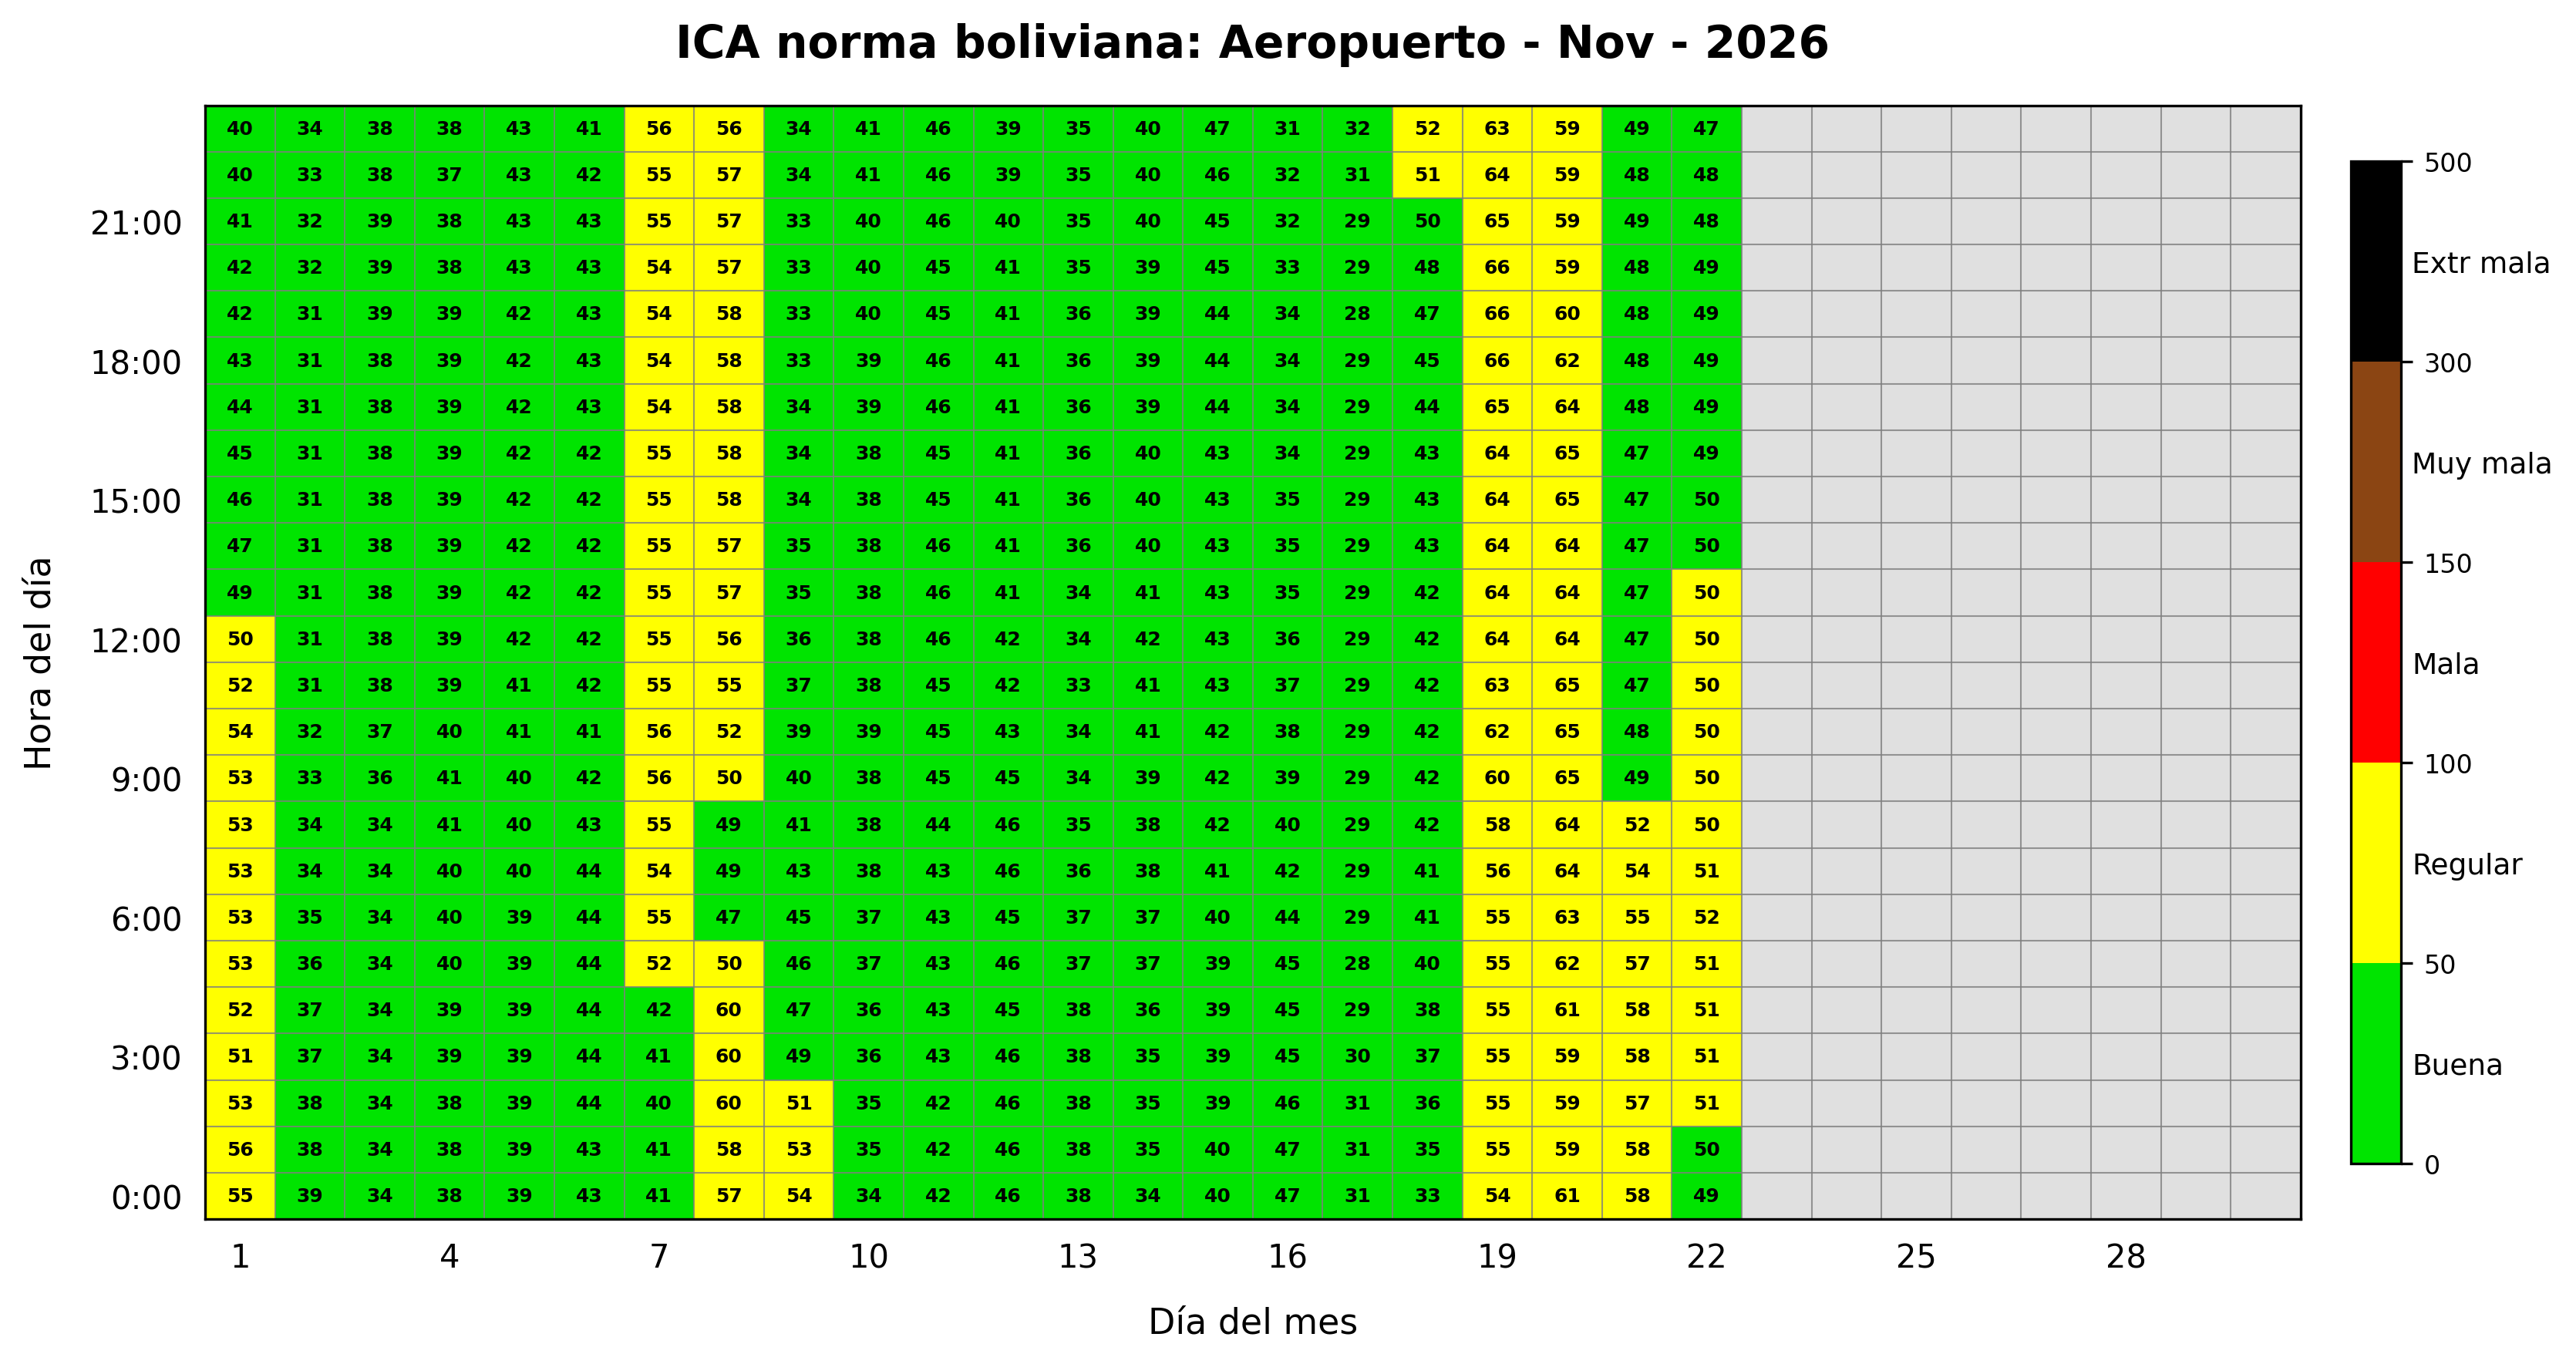 ICA norma boliviana: Aeropuerto - Nov - 2026
40 34 38 38 43 41 56 56 34 41 46 39 35 40 47 31 32 52 63 59 49 47
40 33 38 37 43 42 55 57 34 41 46 39 35 40 46 32 31 51 64 59 48 48
21:00 41 32 39 38 43 43 55 57 33 40 46 40 35 40 45 32 29 50 65 59 49 48
42 32 39 38 43 43 54 57 33 40 45 41 35 39 45 33 29 48 66 59 48 49
42 31 39 39 42 43 54 58 33 40 45 41 36 39 44 34 28 47 66 60 48 49
18:00 43 31 38 39 42 43 54 58 33 39 46 41 36 39 44 34 29 45 66 62 48 49
44 31 38 39 42 43 54 58 34 39 46 41 36 39 44 34 29 44 65 64 48 49
45 31 38 39 42 42 55 58 34 38 45 41 36 40 43 34 29 43 64 65 47 49
15:00 46 31 38 39 42 42 55 58 34 38 45 41 36 40 43 35 29 43 64 65 47 50
47 31 38 39 42 42 55 57 35 38 46 41 36 40 43 35 29 43 64 64 47 50
49 31 38 39 42 42 55 57 35 38 46 41 34 41 43 35 29 42 64 64 47 50
12:00 50 31 38 39 42 42 55 56 36 38 46 42 34 42 43 36 29 42 64 64 47 50
52 31 38 39 41 42 55 55 37 38 45 42 33 41 43 37 29 42 63 65 47 50
54 32 37 40 41 41 56 52 39 39 45 43 34 41 42 38 29 42 62 65 48 50
9:00 53 33 36 41 40 42 56 50 40 38 45 45 34 39 42 39 29 42 60 65 49 50
53 34 34 41 40 43 55 49 41 38 44 46 35 38 42 40 29 42 58 64 52 50
53 34 34 40 40 44 54 49 43 38 43 46 36 38 41 42 29 41 56 64 54 51
6:00 53 35 34 40 39 44 55 47 45 37 43 45 37 37 40 44 29 41 55 63 55 52
53 36 34 40 39 44 52 50 46 37 43 46 37 37 39 45 28 40 55 62 57 51
52 37 34 39 39 44 42 60 47 36 43 45 38 36 39 45 29 38 55 61 58 51
3:00 51 37 34 39 39 44 41 60 49 36 43 46 38 35 39 45 30 37 55 59 58 51
53 38 34 38 39 44 40 60 51 35 42 46 38 35 39 46 31 36 55 59 57 51
56 38 34 38 39 43 41 58 53 35 42 46 38 35 40 47 31 35 55 59 58 50
0:00 55 39 34 38 39 43 41 57 54 34 42 46 38 34 40 47 31 33 54 61 58 49
1 4 7 10 13 16 19 22 25 28
Día del mes
Hora del día
500
Extr mala
300
Muy mala
150
Mala
100
Regular
50
Buena
0